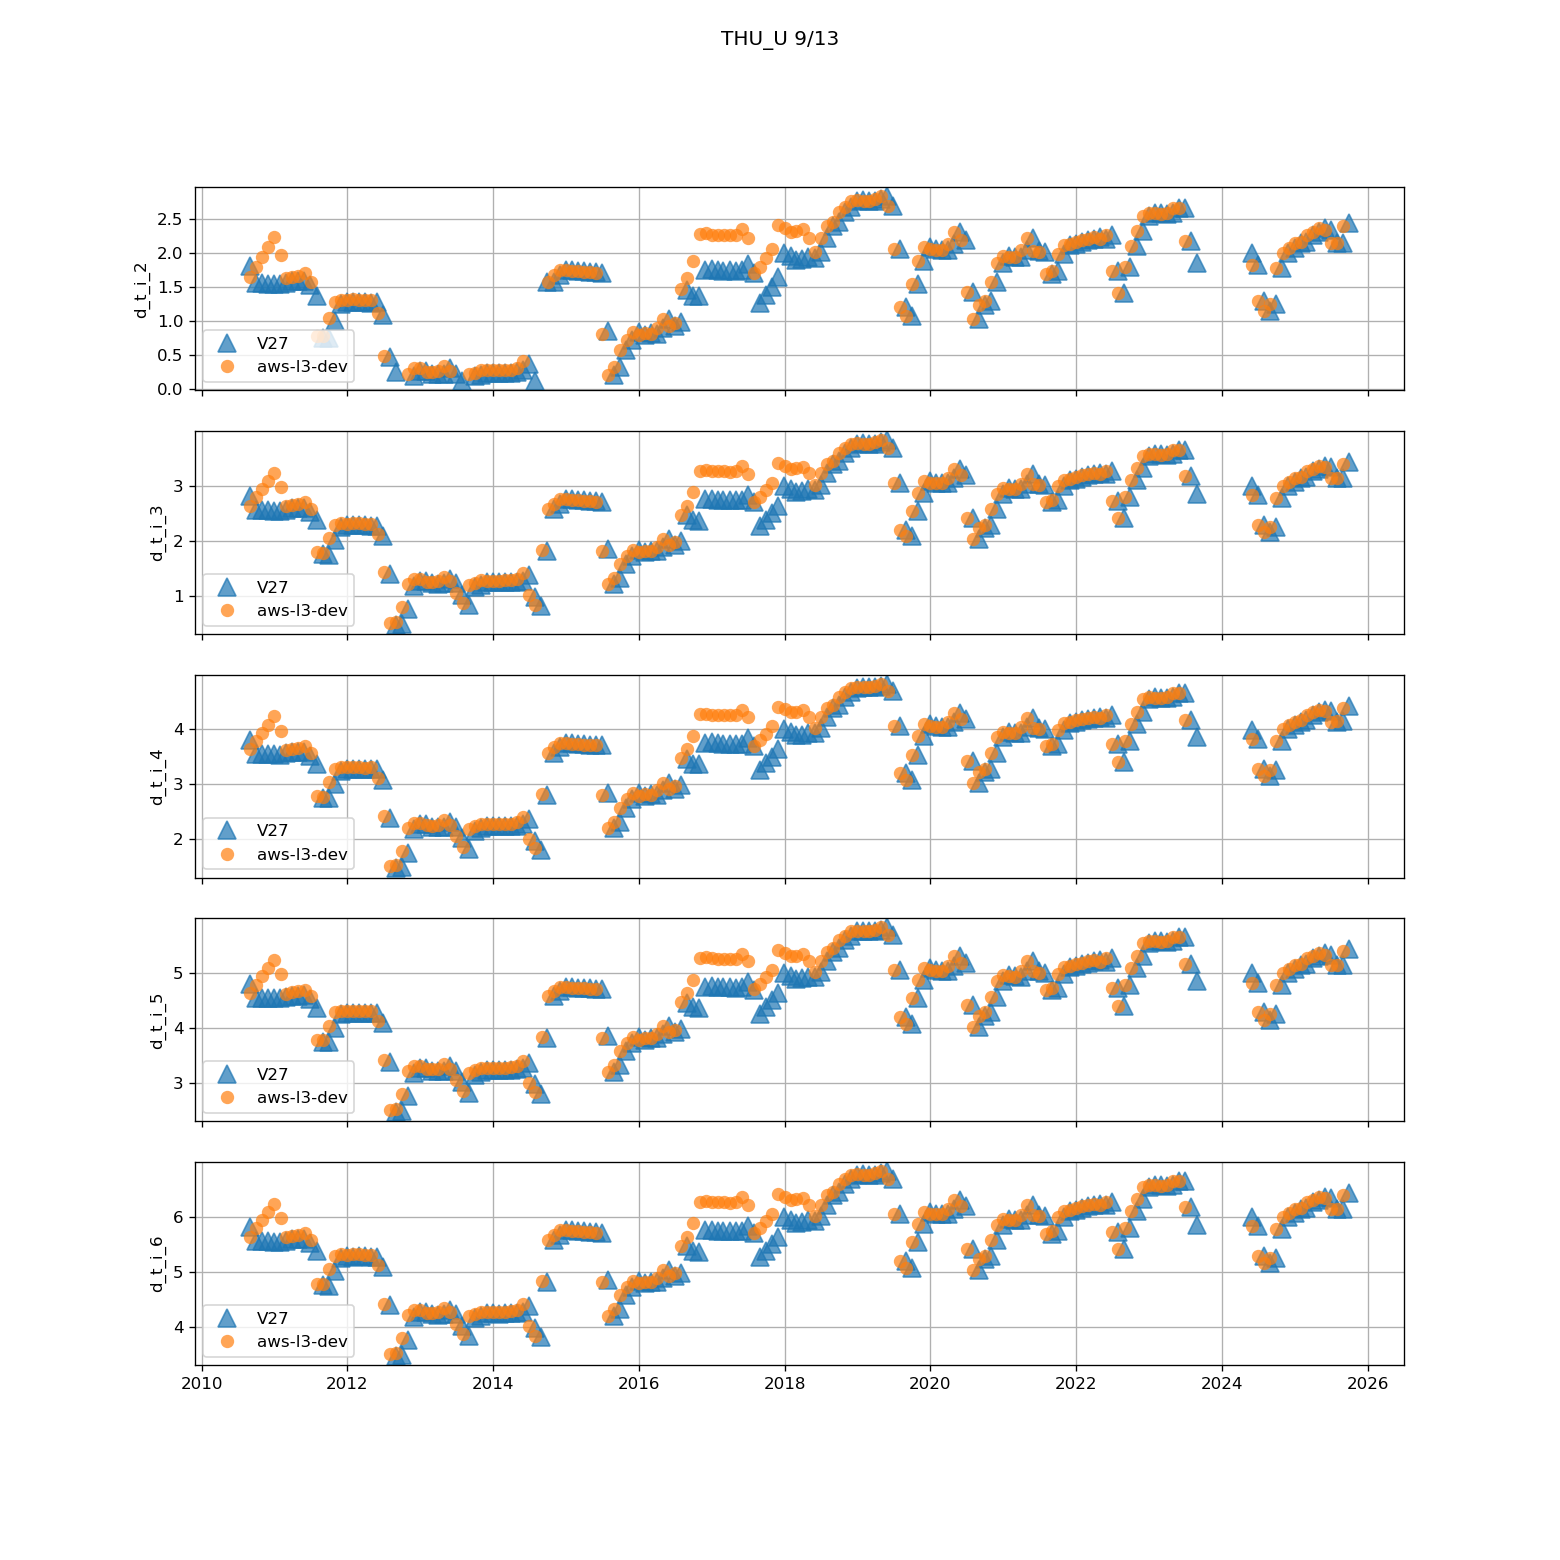 THU_U 9/13
2.5
2.0
1.5
1.0
0.5
0.0
d_t_i_2
V27
aws-l3-dev
3
2
1
d_t_i_3
V27
aws-l3-dev
4
3
2
d_t_i_4
V27
aws-l3-dev
5
4
3
d_t_i_5
V27
aws-l3-dev
6
5
4
d_t_i_6
V27
aws-l3-dev
2010 2012 2014 2016 2018 2020 2022 2024 2026